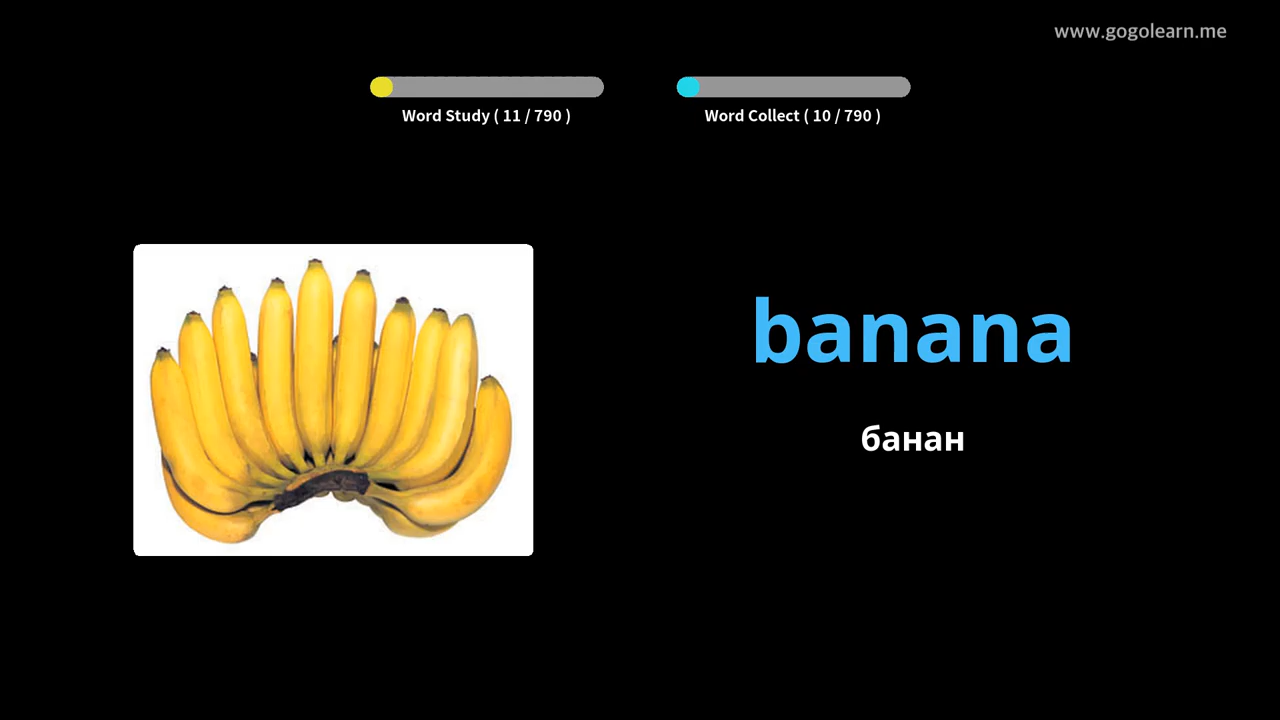 www.gogolearn.me
Word Study ( 11 / 790 )
Word Collect ( 10 / 790 )
banana
банан